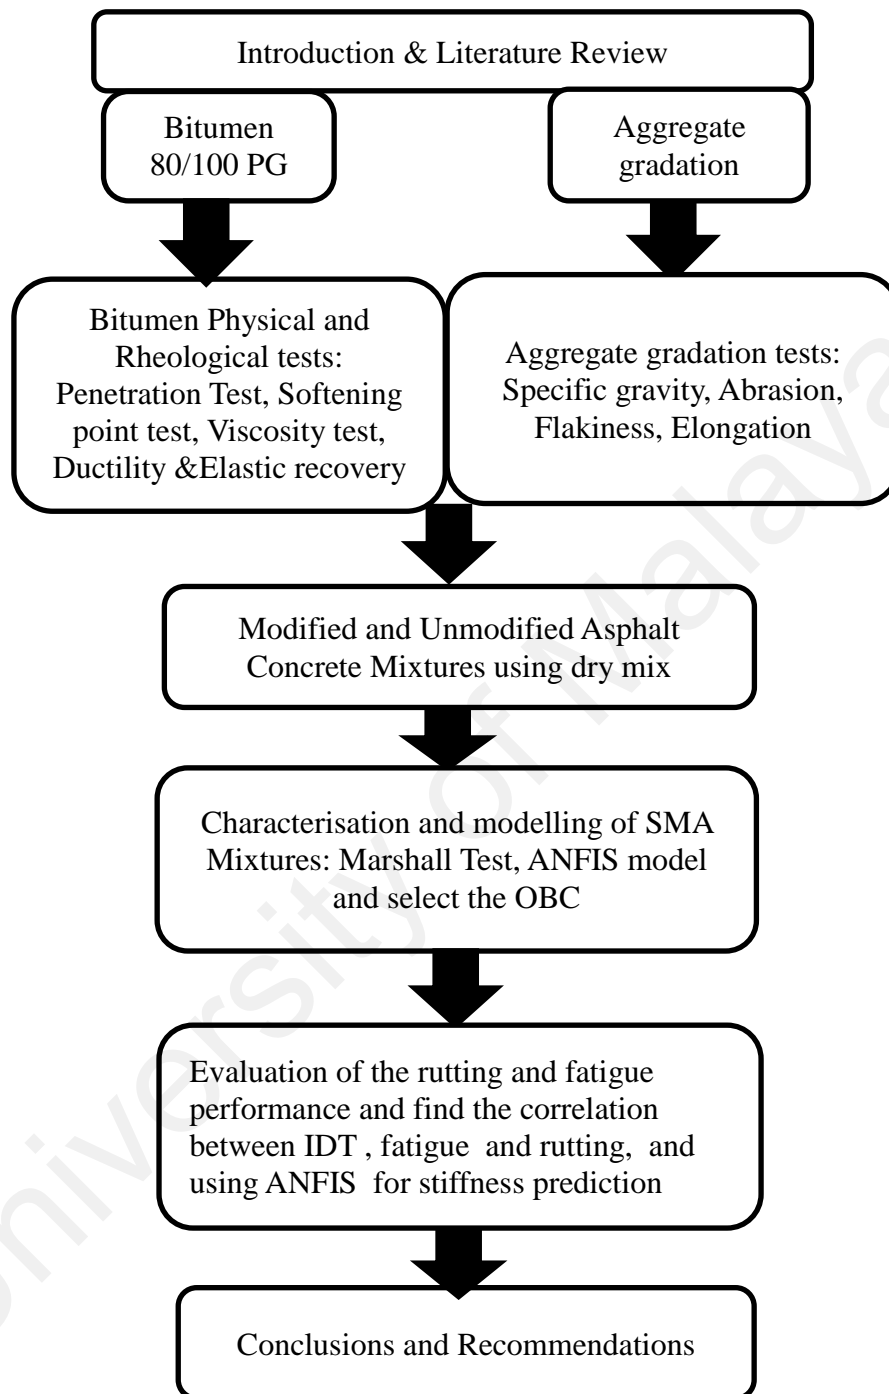 Introduction & Literature Review
Bitumen
80/100 PG
Aggregate
gradation
Bitumen Physical and
Rheological tests:
Penetration Test, Softening
point test, Viscosity test,
Ductility &Elastic recovery
Aggregate gradation tests:
Specific gravity, Abrasion,
Flakiness, Elongation
Modified and Unmodified Asphalt
Concrete Mixtures using dry mix
Characterisation and modelling of SMA
Mixtures: Marshall Test, ANFIS model
and select the OBC
Evaluation of the rutting and fatigue
performance and find the correlation
between IDT , fatigue and rutting, and
using ANFIS for stiffness prediction
Conclusions and Recommendations
University of Malaya